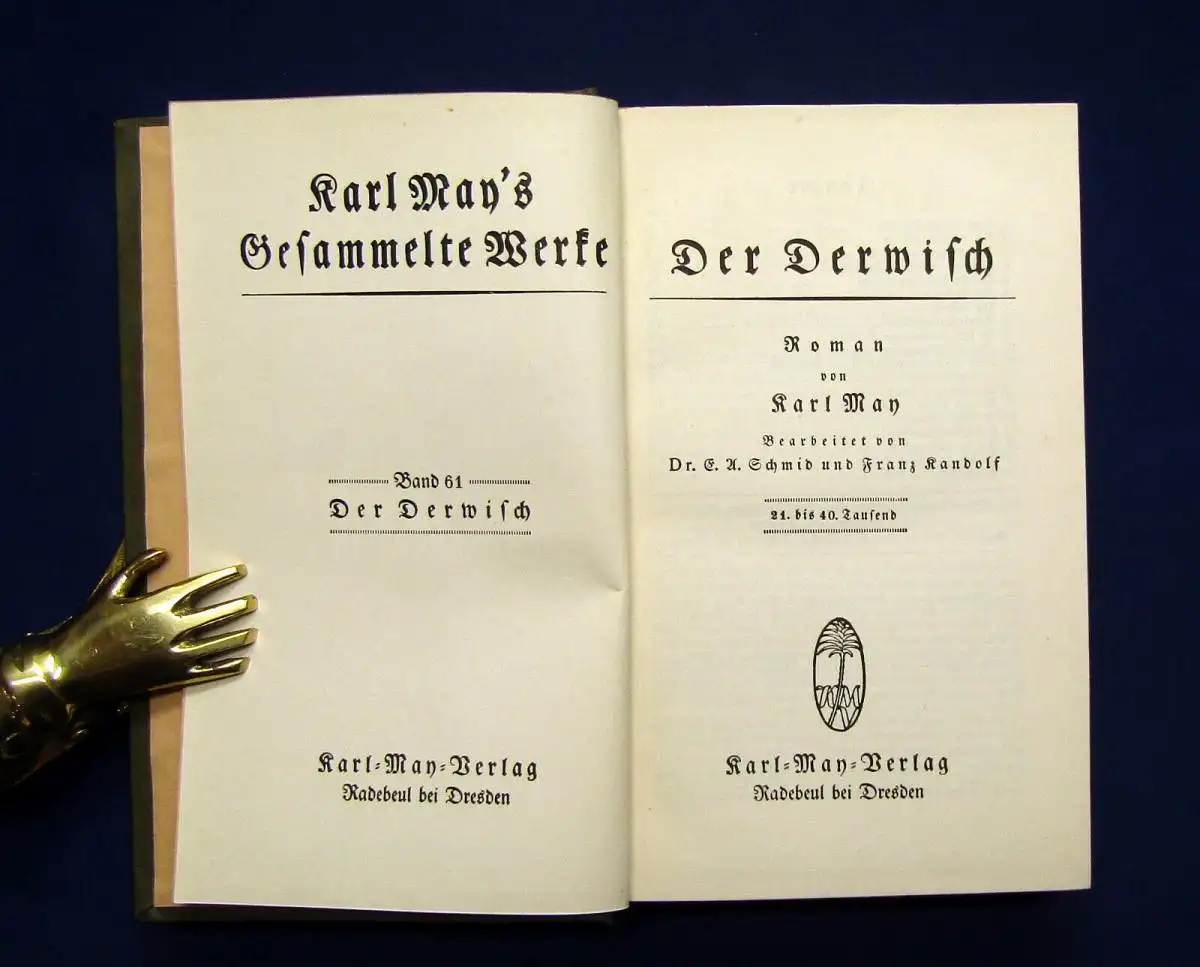 Karl May's
Gesammelte Werke
Band 61
Der Derwisch
Karl-May-Verlag
Radebeul bei Dresden
Der Derwisch
Roman
von
Karl May
Bearbeitet von
Dr. E. A. Schmid und Franz Kandolf
21. bis 40. Tausend
Karl-May-Verlag
Radebeul bei Dresden